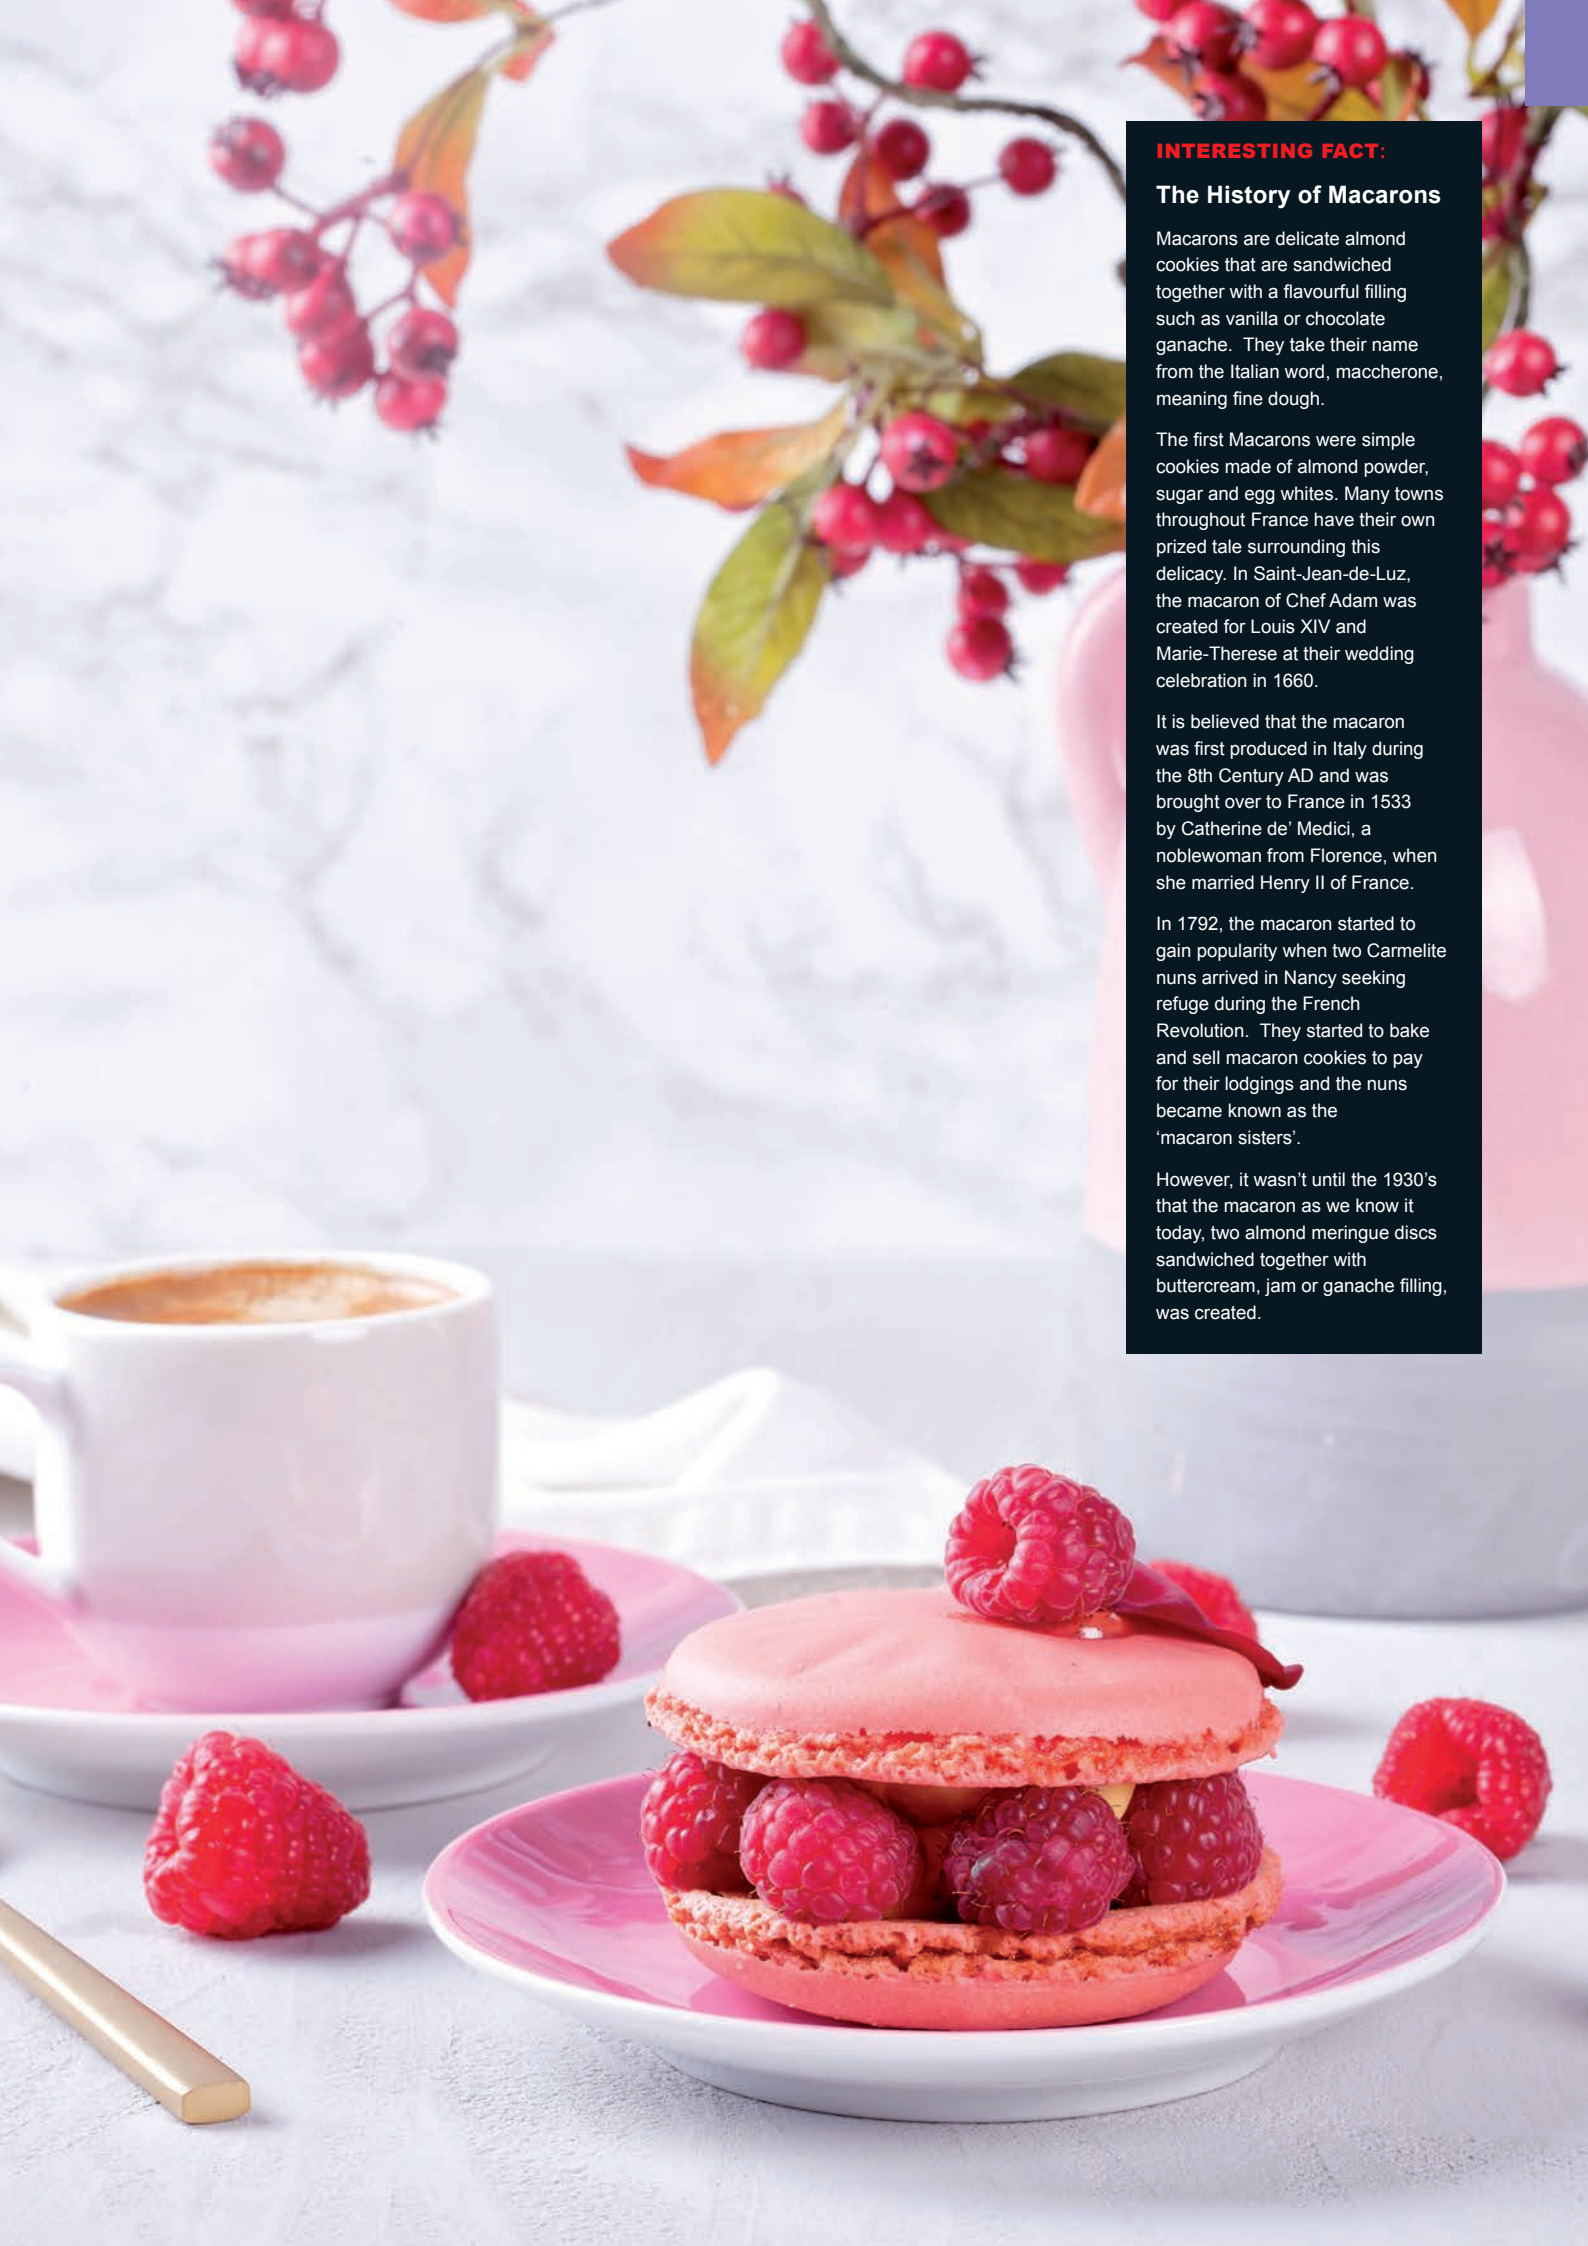 INTERESTING FACT:
The History of Macarons
Macarons are delicate almond
cookies that are sandwiched
together with a flavourful filling
such as vanilla or chocolate
ganache.  They take their name
from the Italian word, maccherone,
meaning fine dough.
The first Macarons were simple
cookies made of almond powder,
sugar and egg whites. Many towns
throughout France have their own
prized tale surrounding this
delicacy. In Saint-Jean-de-Luz,
the macaron of Chef Adam was
created for Louis XIV and
Marie-Therese at their wedding
celebration in 1660.
It is believed that the macaron
was first produced in Italy during
the 8th Century AD and was
brought over to France in 1533
by Catherine de’ Medici, a
noblewoman from Florence, when
she married Henry II of France.
In 1792, the macaron started to
gain popularity when two Carmelite
nuns arrived in Nancy seeking
refuge during the French
Revolution.  They started to bake
and sell macaron cookies to pay
for their lodgings and the nuns
became known as the
‘macaron sisters’.
However, it wasn’t until the 1930’s
that the macaron as we know it
today, two almond meringue discs
sandwiched together with
buttercream, jam or ganache filling,
was created.